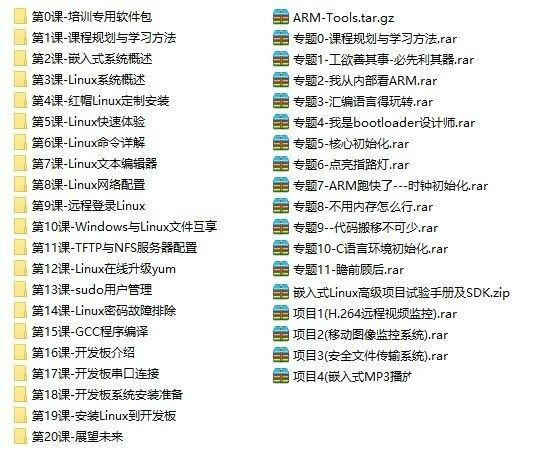 第0课-培训专用软件包
第1课-课程规划与学习方法
第2课-嵌入式系统概述
第3课-Linux系统概述
第4课-红帽Linux定制安装
第5课-Linux快速体验
第6课-Linux命令详解
第7课-Linux文本编辑器
第8课-Linux网络配置
第9课-远程登录Linux
第10课-Windows与Linux文件互享
第11课-TFTP与NFS服务器配置
第12课-Linux在线升级yum
第13课-sudo用户管理
第14课-Linux密码故障排除
第15课-GCC程序编译
第16课-开发板介绍
第17课-开发板串口连接
第18课-开发板系统安装准备
第19课-安装Linux到开发板
第20课-展望未来
ARM-Tools.tar.gz
专题0-课程规划与学习方法.rar
专题1-工欲善其事-必先利其器.rar
专题2-我从内部看ARM.rar
专题3-汇编语言得玩转.rar
专题4-我是bootloader设计师.rar
专题5-核心初始化.rar
专题6-点亮指路灯.rar
专题7-ARM跑快了---时钟初始化.rar
专题8-不用内存怎么行.rar
专题9--代码搬移不可少.rar
专题10-C语言环境初始化.rar
专题11-瞻前顾后.rar
嵌入式Linux高级项目试验手册及SDK.zip
项目1(H.264远程视频监控).rar
项目2(移动图像监控系统).rar
项目3(安全文件传输系统).rar
项目4(嵌入式MP3播放